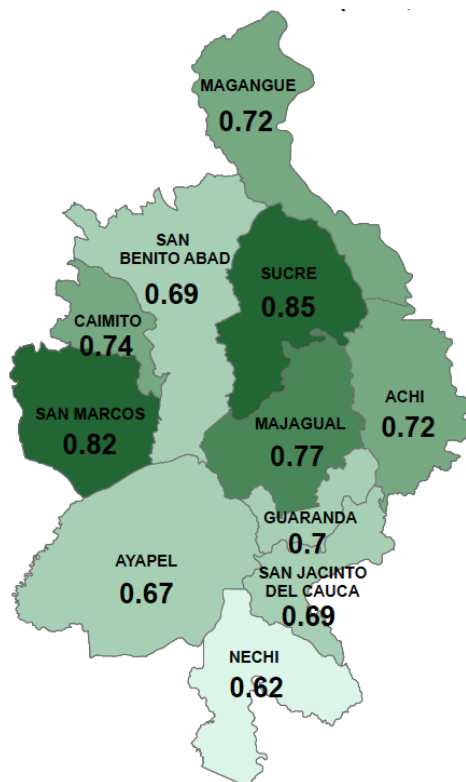 MAGANGUE
0.72
SAN
BENITO ABAD
0.69
SUCRE
0.85
CAIMITO
0.74
SAN MARCOS
0.82
MAJAGUAL
0.77
ACHI
0.72
GUARANDA
0.7
AYAPEL
0.67
SAN JACINTO
DEL CAUCA
0.69
NECHI
0.62